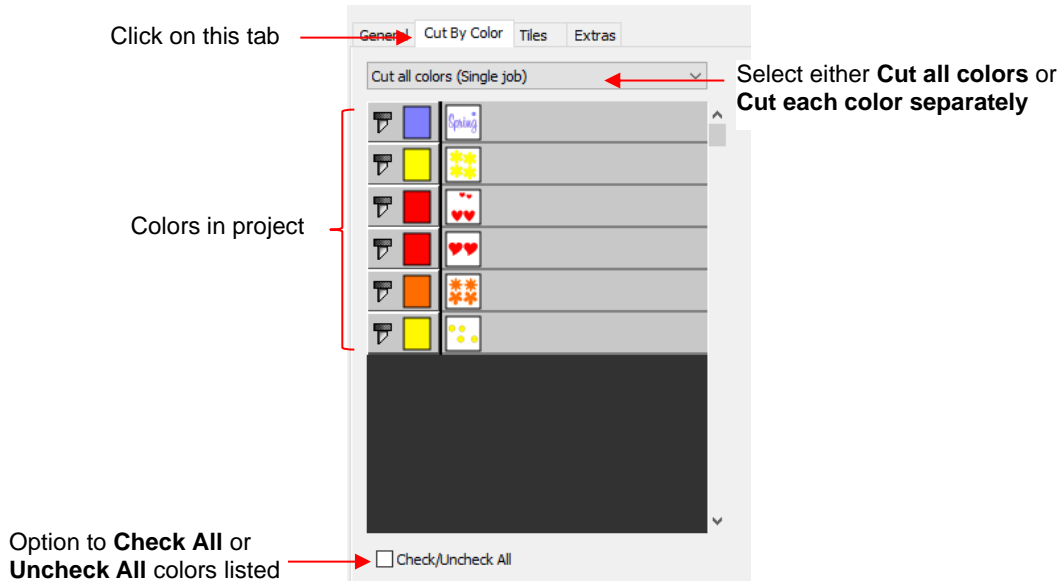 Click on this tab
General Cut By Color Tiles Extras
Cut all colors (Single job)
Select either Cut all colors or
Cut each color separately
Spring
Colors in project
Option to Check All or
Uncheck All colors listed
Check/Uncheck All